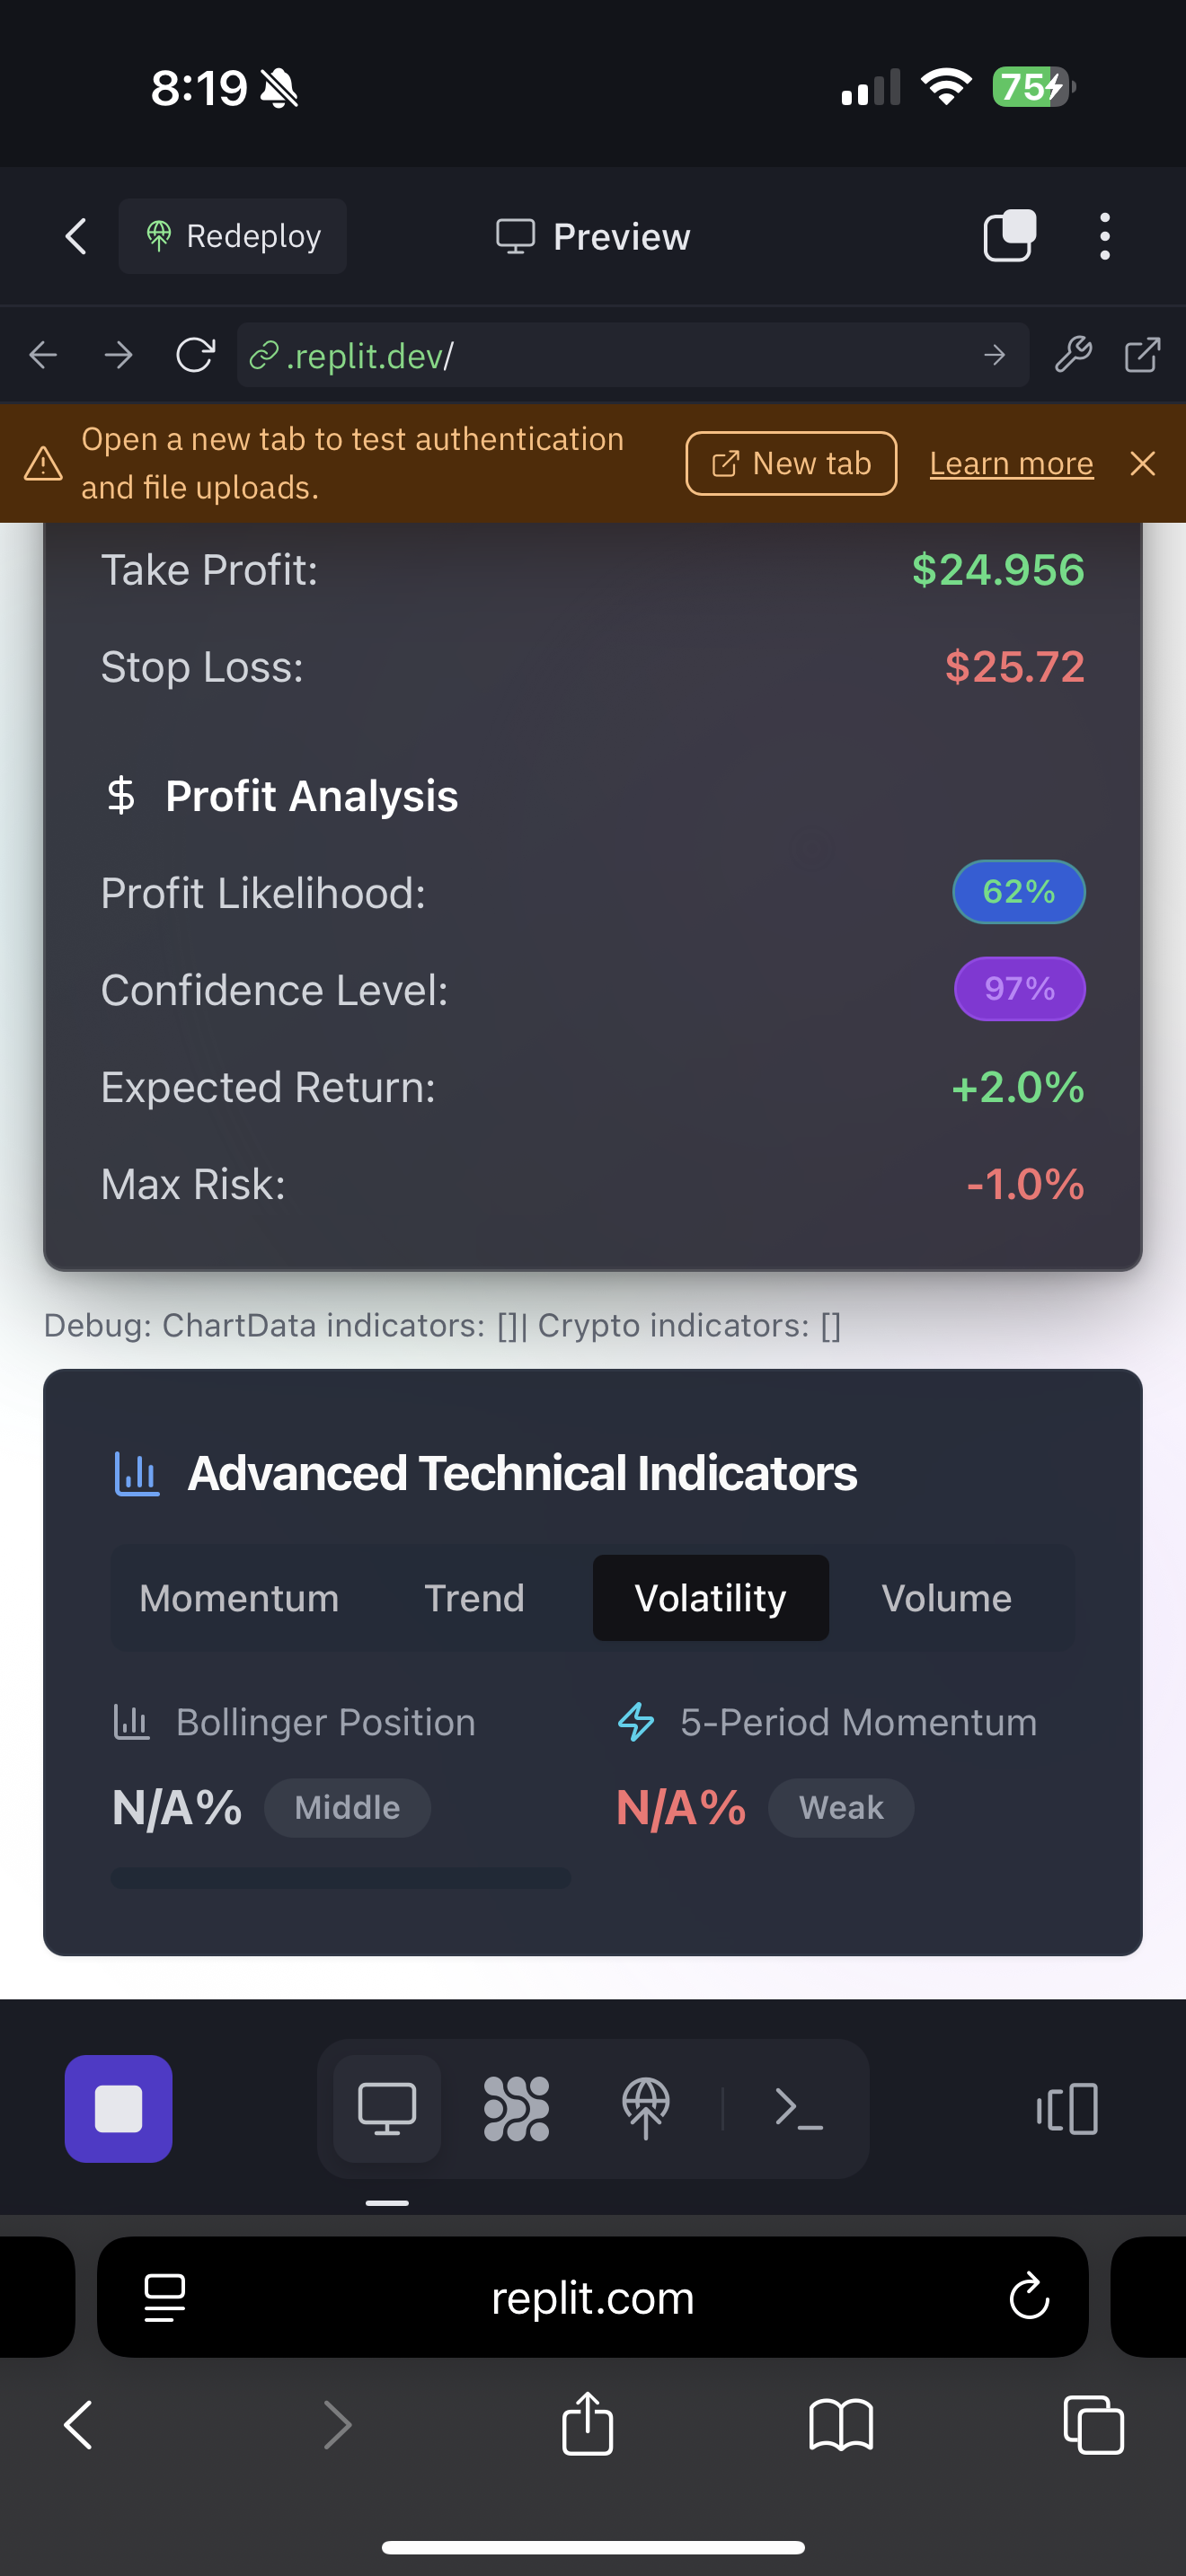 8:19
75
Redeploy
Preview
.replit.dev/
Open a new tab to test authentication
and file uploads.
New tab
Learn more
Take Profit:
$24.956
Stop Loss:
$25.72
Profit Analysis
Profit Likelihood:
62%
Confidence Level:
97%
Expected Return:
+2.0%
Max Risk:
-1.0%
Debug: ChartData indicators: []| Crypto indicators: []
Advanced Technical Indicators
Momentum
Trend
Volatility
Volume
Bollinger Position
N/A%
Middle
5-Period Momentum
N/A%
Weak
replit.com